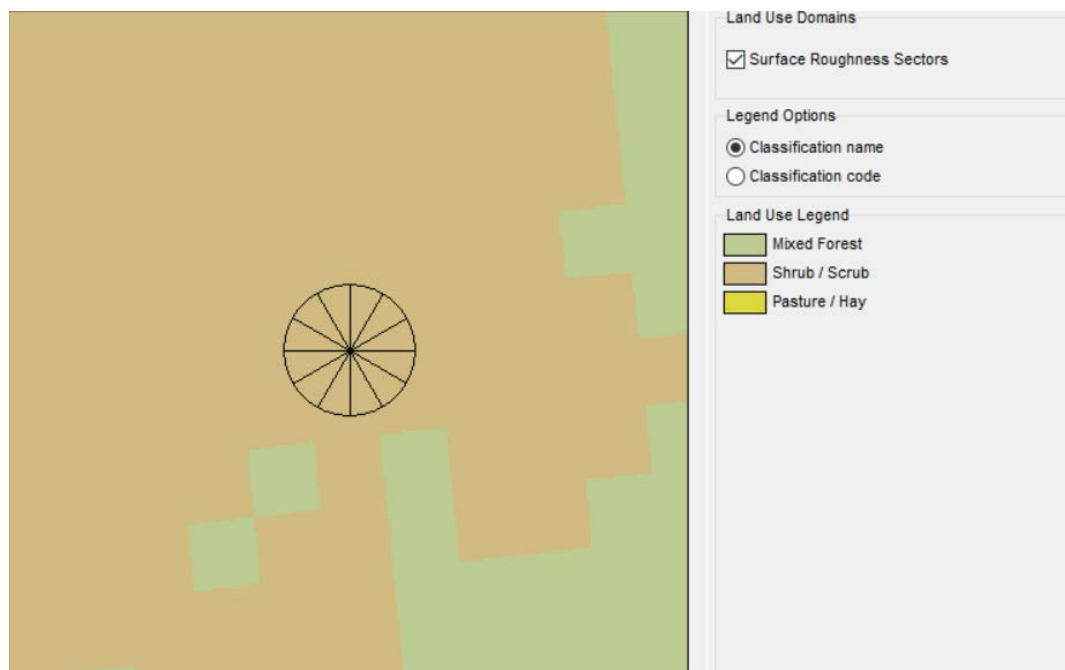 Land Use Domains
Surface Roughness Sectors
Legend Options
Classification name
Classification code
Land Use Legend
Mixed Forest
Shrub / Scrub
Pasture / Hay